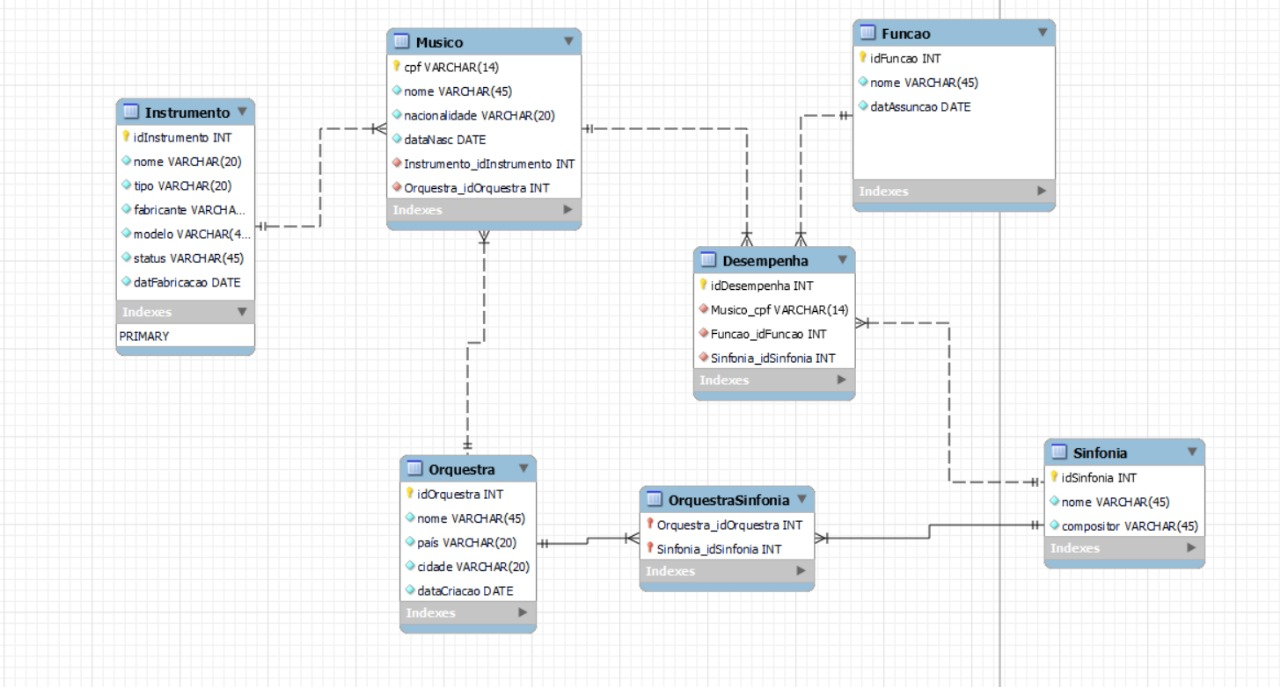 Musico
cpf VARCHAR(14)
nome VARCHAR(45)
nacionalidade VARCHAR(20)
dataNasc DATE
Instrumento_idInstrumento INT
Orquestra_idOrquestra INT
Indexes
Funcao
idFuncao INT
nome VARCHAR(45)
datAssuncao DATE
Indexes
Instrumento
idInstrumento INT
nome VARCHAR(20)
tipo VARCHAR(20)
fabricante VARCHA...
modelo VARCHAR(4...
status VARCHAR(45)
datFabricacao DATE
Indexes
PRIMARY
Desempenha
idDesempenha INT
Musico_cpf VARCHAR(14)
Funcao_idFuncao INT
Sinfonia_idSinfonia INT
Indexes
Orquestra
idOrquestra INT
nome VARCHAR(45)
país VARCHAR(20)
cidade VARCHAR(20)
dataCriacao DATE
Indexes
OrquestraSinfonia
Orquestra_idOrquestra INT
Sinfonia_idSinfonia INT
Indexes
Sinfonia
idSinfonia INT
nome VARCHAR(45)
compositor VARCHAR(45)
Indexes